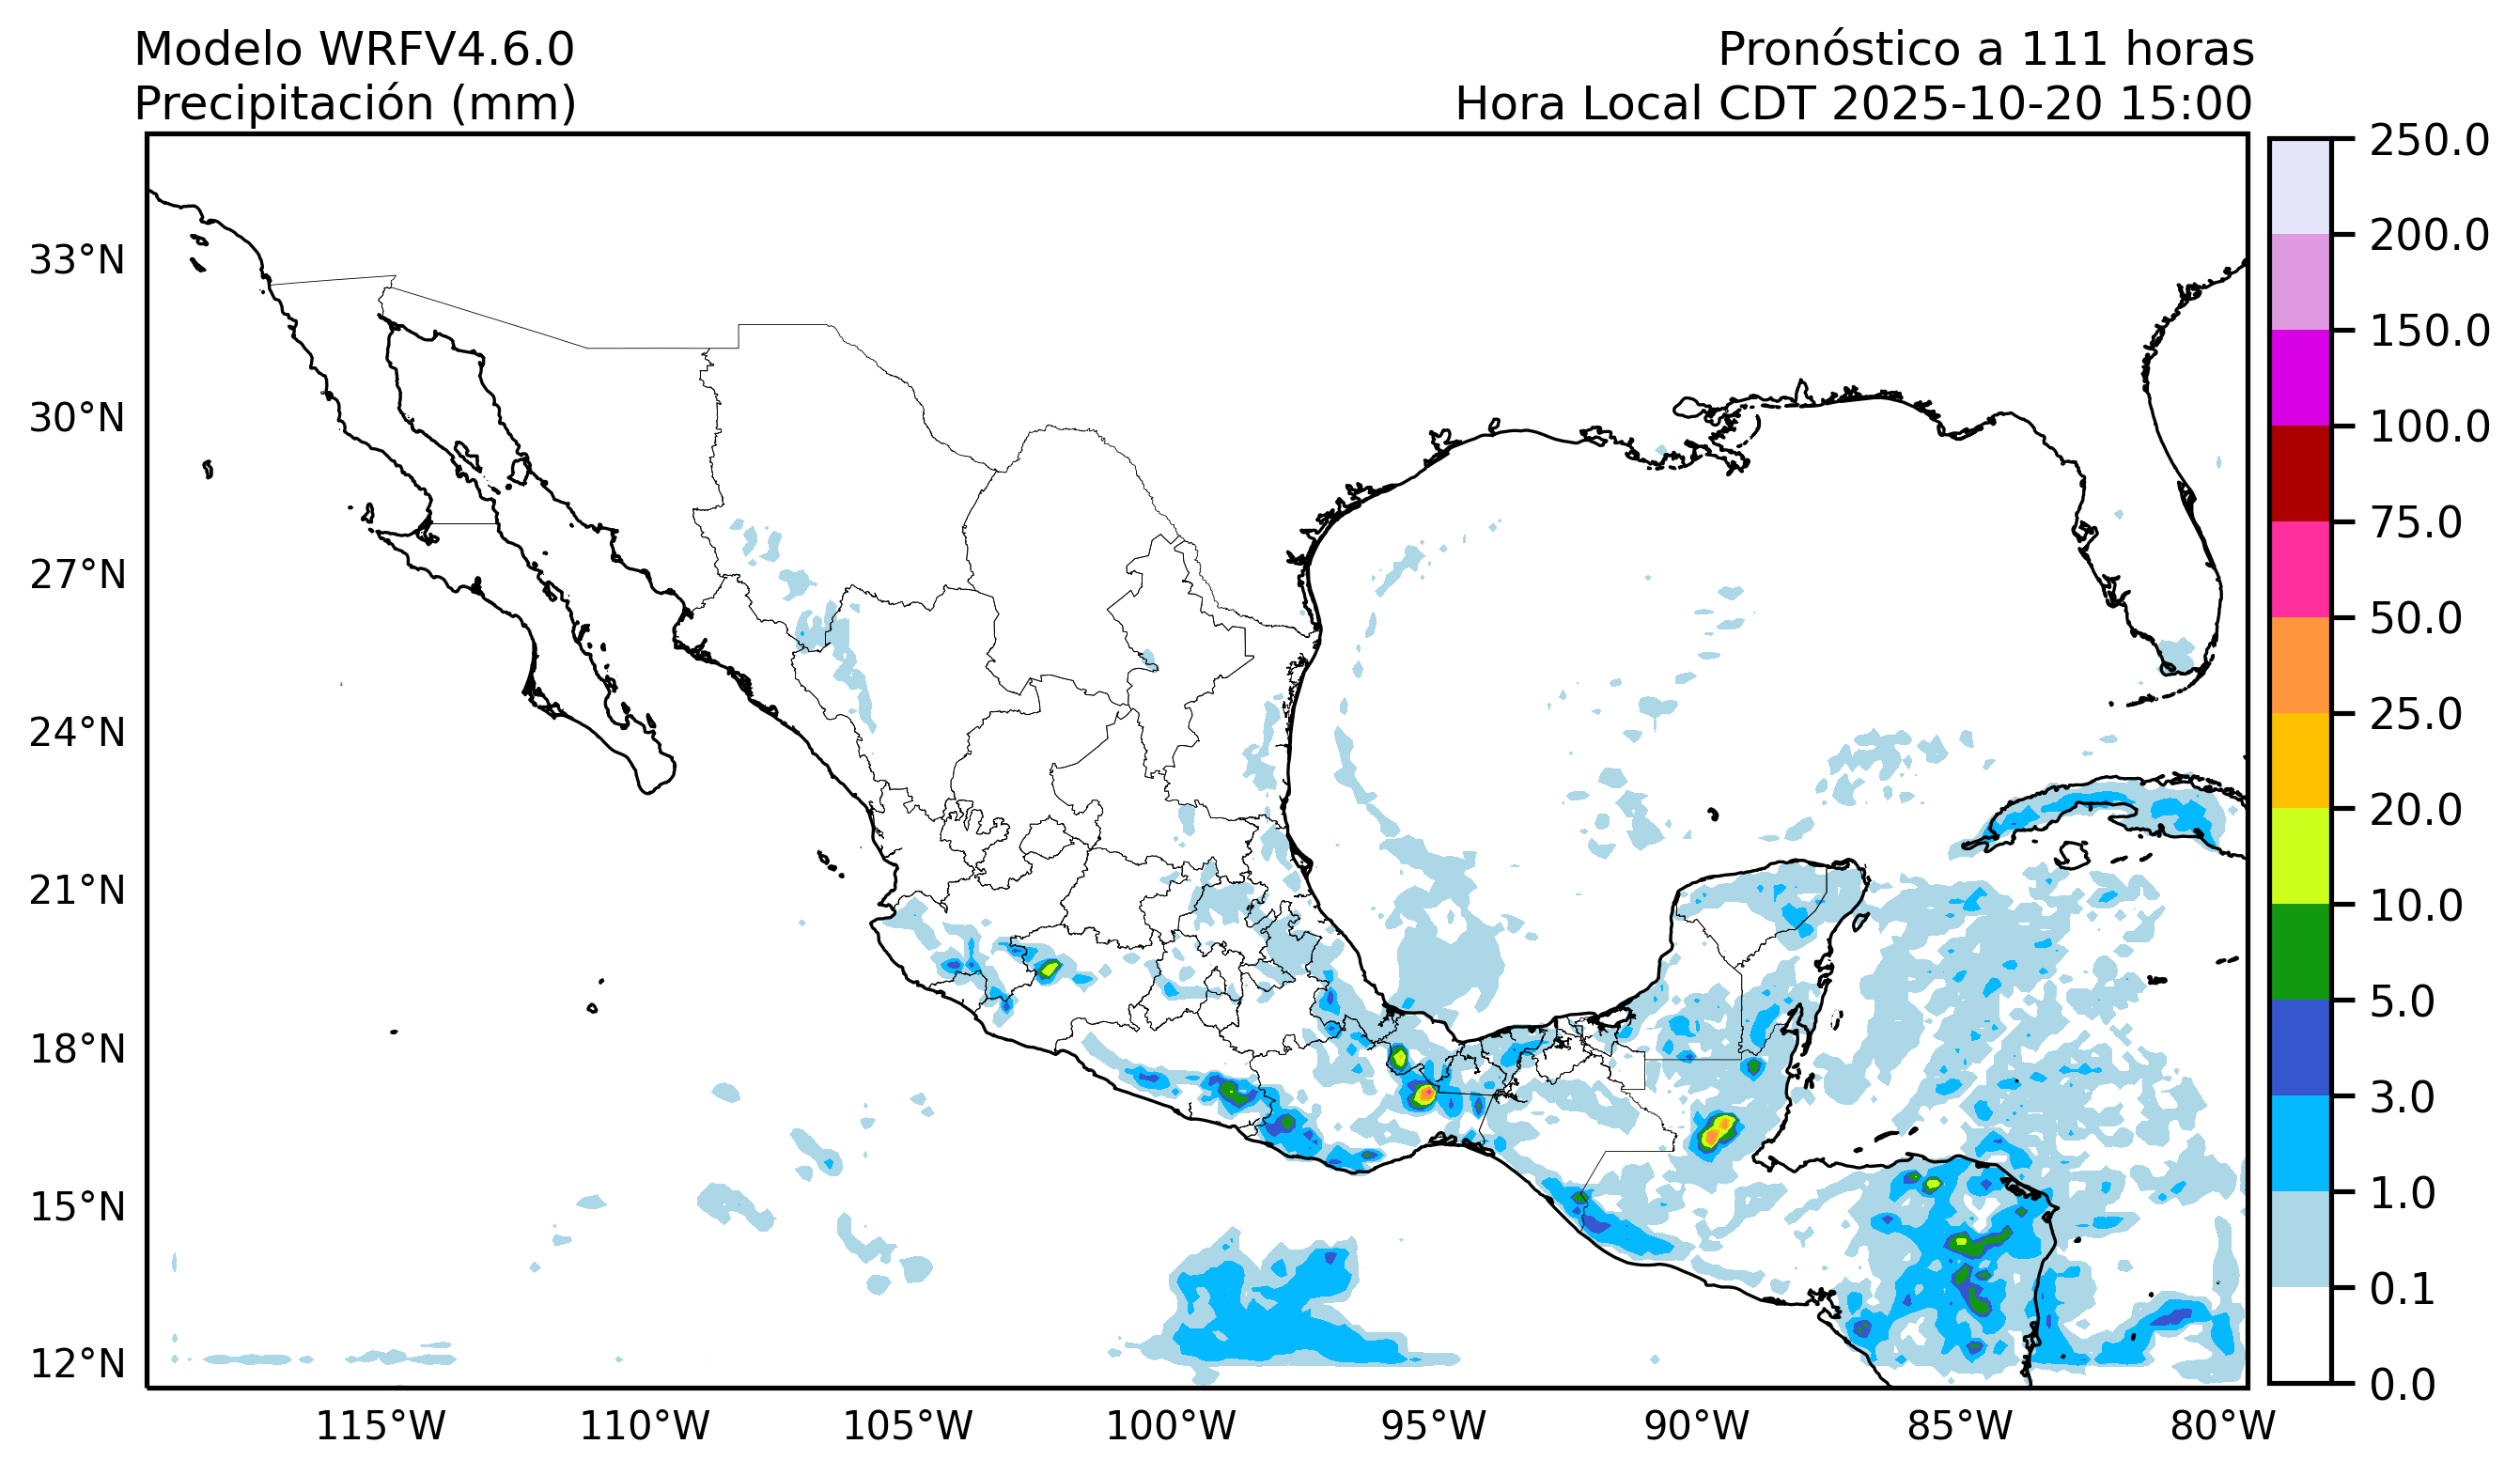 Modelo WRFV4.6.0
Precipitación (mm)
Pronóstico a 111 horas
Hora Local CDT 2025-10-20 15:00
33°N
30°N
27°N
24°N
21°N
18°N
15°N
12°N
115°W
110°W
105°W
100°W
95°W
90°W
85°W
80°W
250.0
200.0
150.0
100.0
75.0
50.0
25.0
20.0
10.0
5.0
3.0
1.0
0.1
0.0